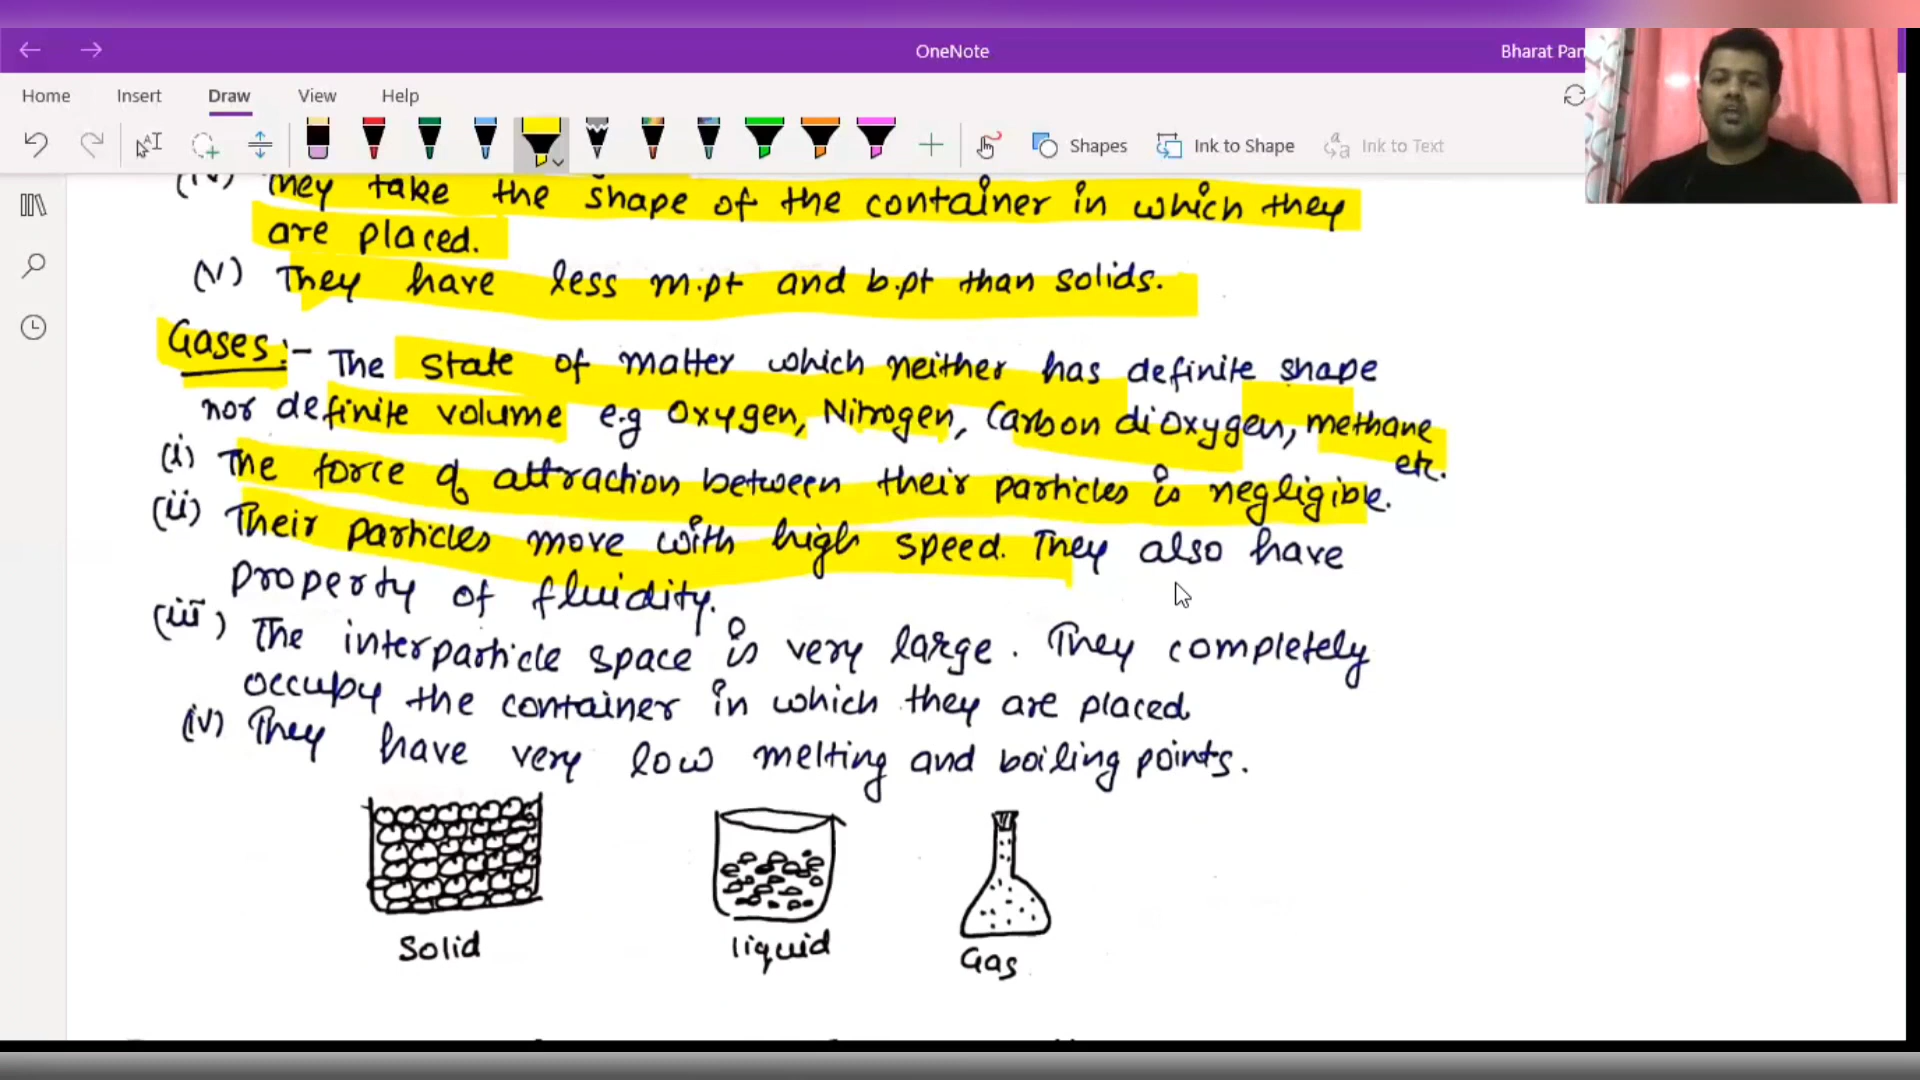 OneNote
Bharat Pan
Home Insert Draw View Help
Shapes Ink to Shape Ink to Text
(iv) They take the shape of the container in which they
are placed.
(v) They have less m.pt and b.pt than solids.
Gases:- The state of matter which neither has definite shape
nor definite volume e.g Oxygen, Nitrogen, Carbon di Oxygen, methane
etc.
(i) The force of attraction between their particles is negligible.
(ii) Their particles move with high speed. They also have
property of fluidity.
(iii) The interparticle space is very large. They completely
occupy the container in which they are placed
(iv) They have very low melting and boiling points.
Solid liquid Gas